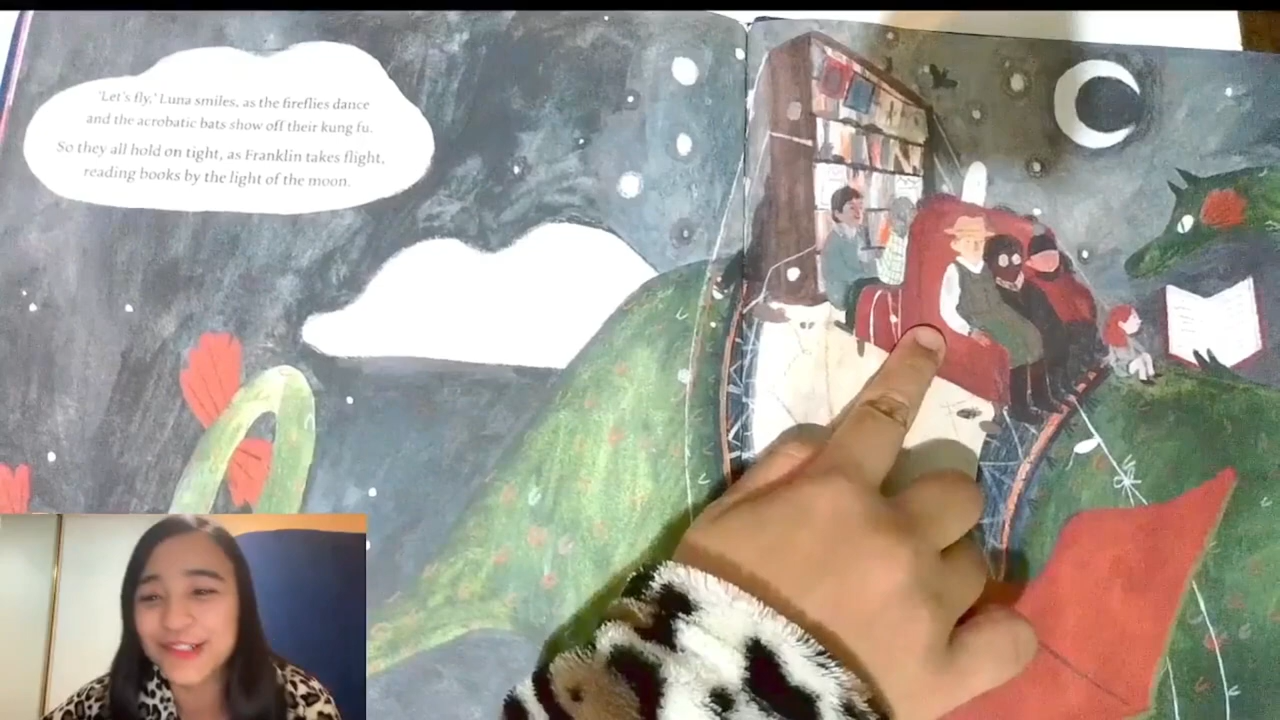 'Let's fly,' Luna smiles, as the fireflies dance
and the acrobatic bats show off their kung fu.
So they all hold on tight, as Franklin takes flight,
reading books by the light of the moon.